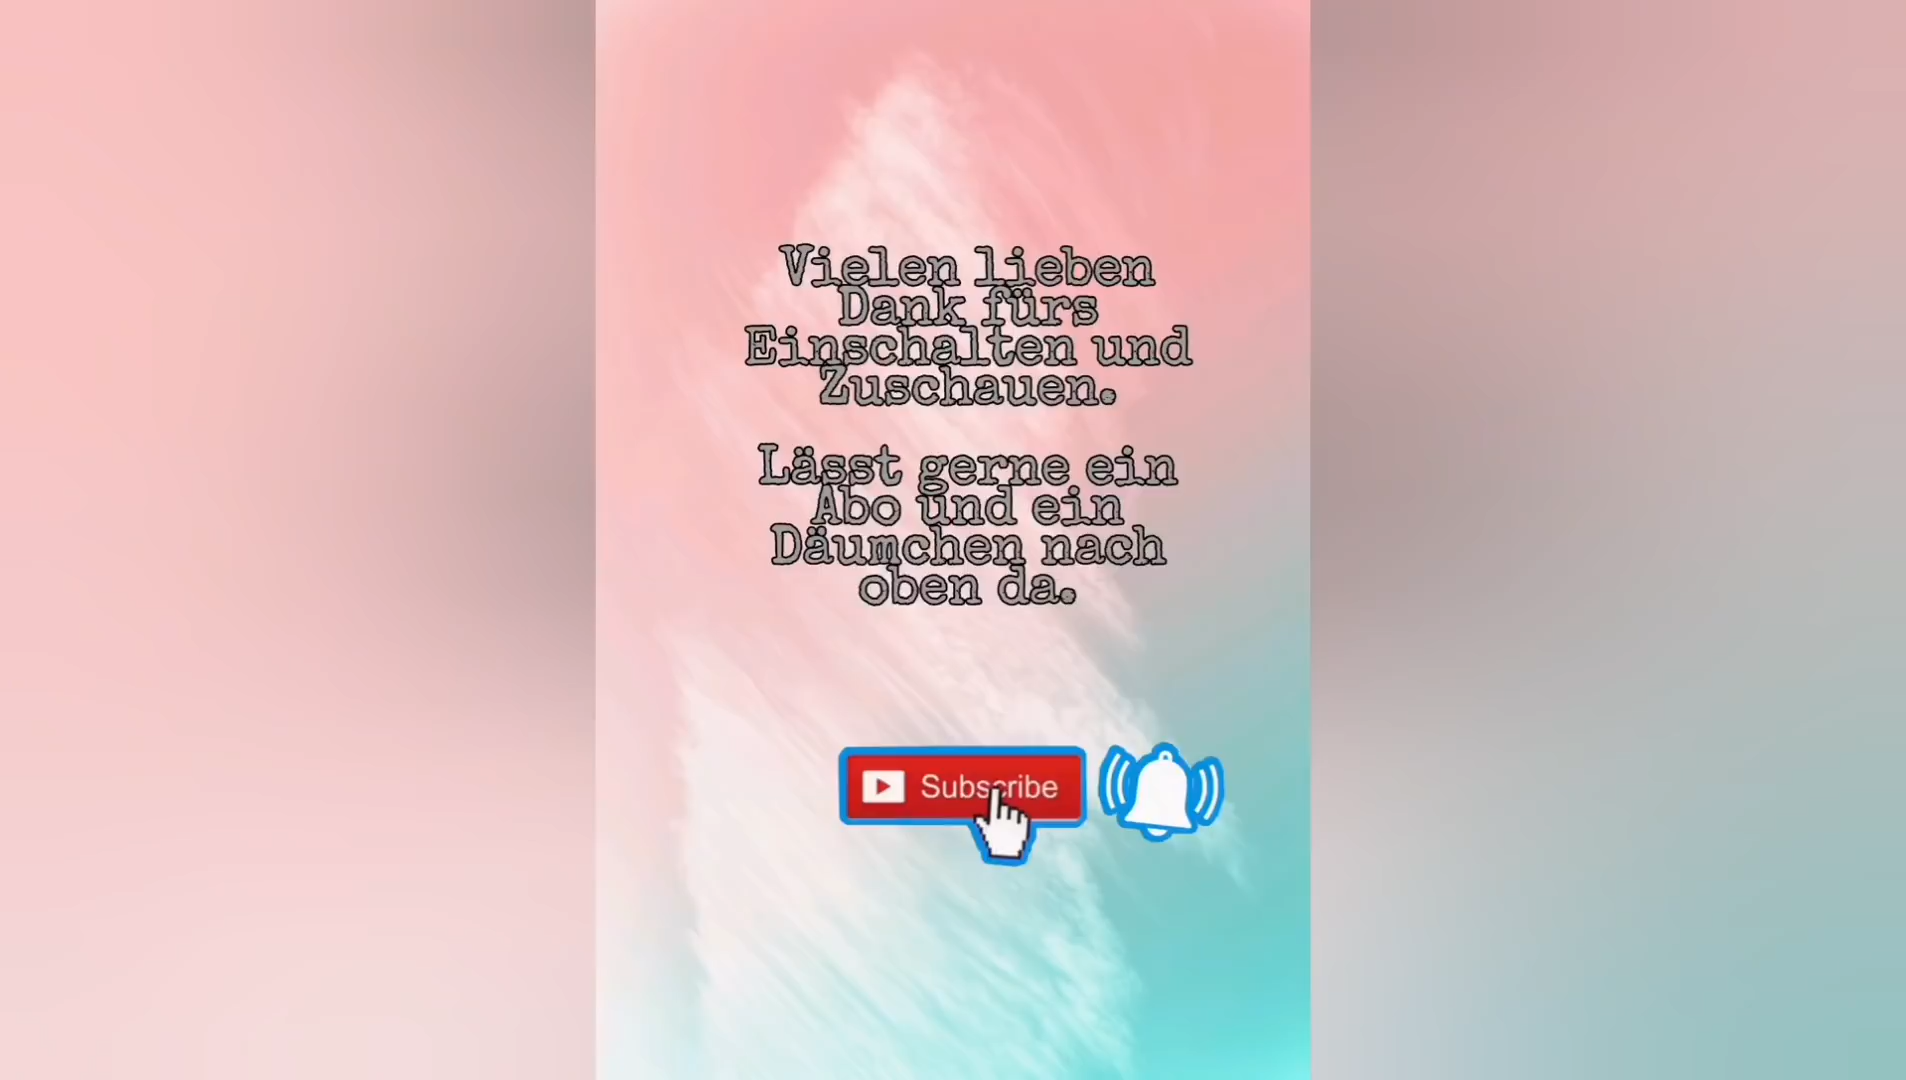 Vielen lieben
Dank fürs
Einschalten und
Zuschauen.
Lässt gerne ein
Abo und ein
Däumchen nach
oben da.
Subscribe